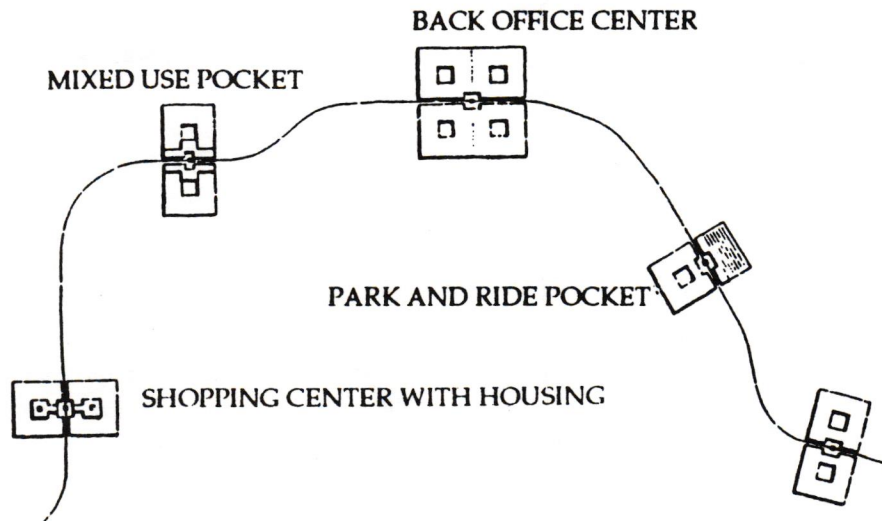 BACK OFFICE CENTER
MIXED USE POCKET
PARK AND RIDE POCKET
SHOPPING CENTER WITH HOUSING